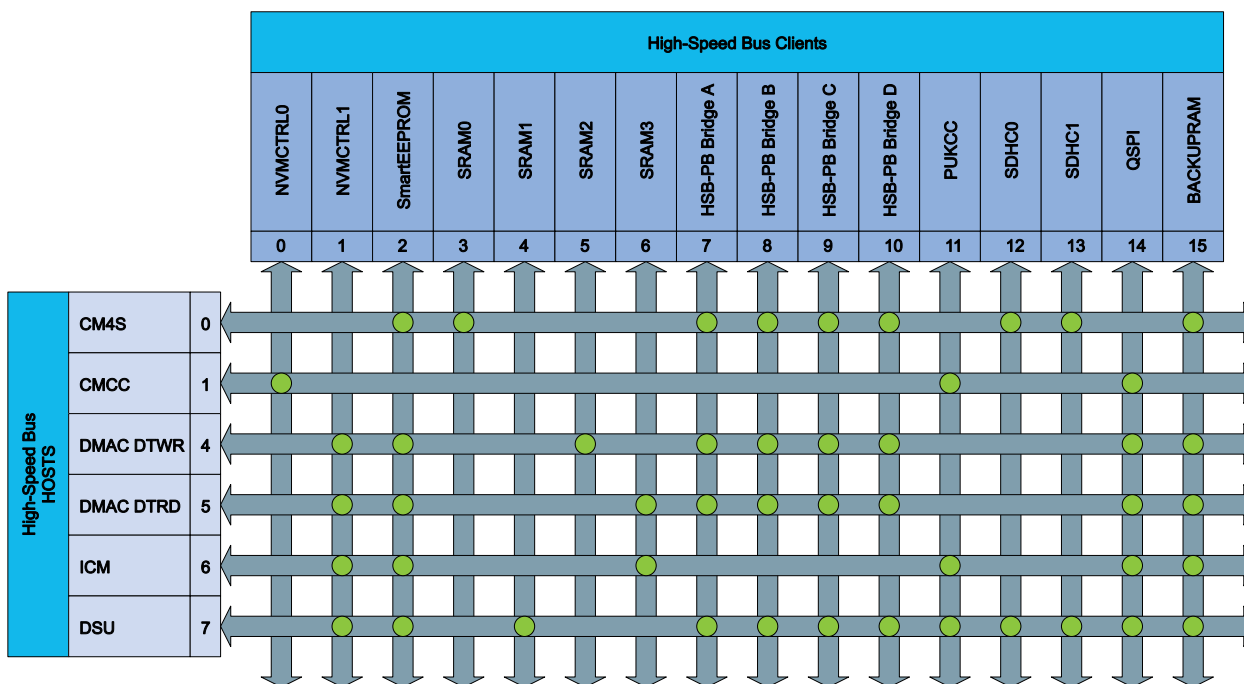 High-Speed Bus Clients
NVMCTRL0
NVMCTRL1
SmartEEPROM
SRAM0
SRAM1
SRAM2
SRAM3
HSB-PB Bridge A
HSB-PB Bridge B
HSB-PB Bridge C
HSB-PB Bridge D
PUKCC
SDHC0
SDHC1
QSPI
BACKUPRAM
0 1 2 3 4 5 6 7 8 9 10 11 12 13 14 15
High-Speed Bus
HOSTS
CM4S 0
CMCC 1
DMAC DTWR 4
DMAC DTRD 5
ICM 6
DSU 7